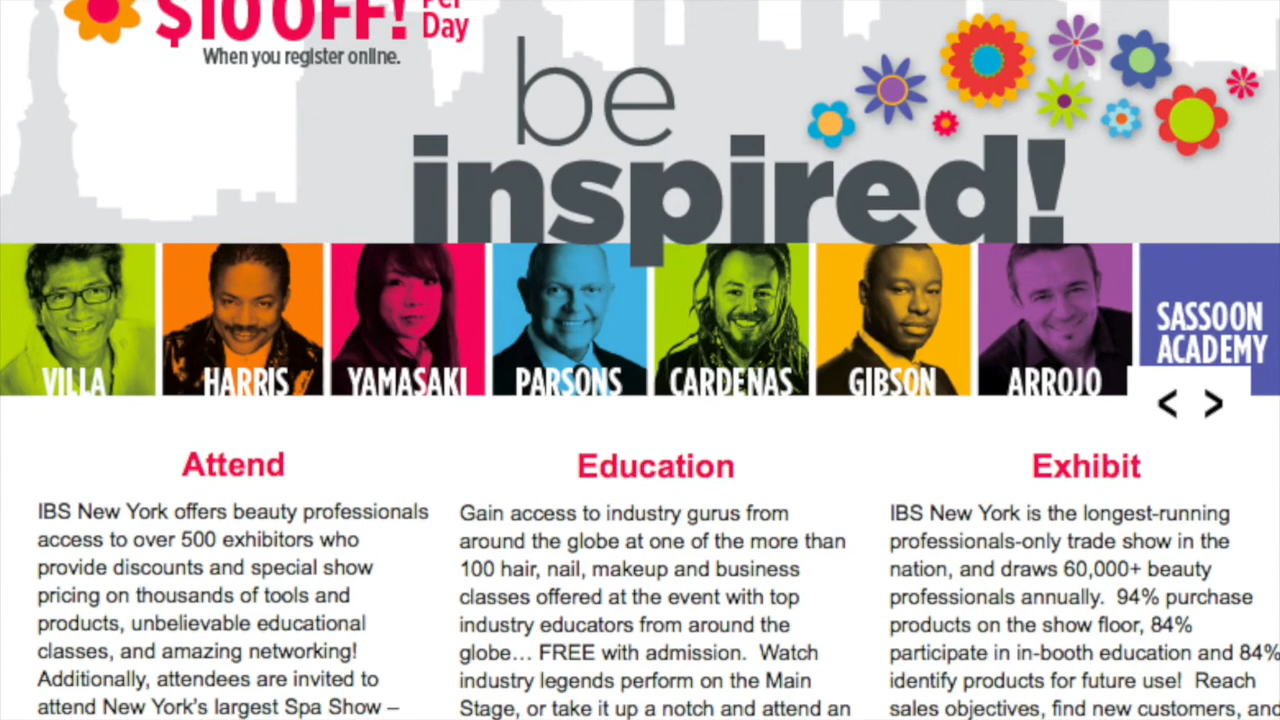 $10 OFF! Per
Day
When you register online.
be
inspired!
VILLA
HARRIS
YAMASAKI
PARSONS
CARDENAS
GIBSON
ARROJO
SASSOON
ACADEMY
< >
Attend
IBS New York offers beauty professionals
access to over 500 exhibitors who
provide discounts and special show
pricing on thousands of tools and
products, unbelievable educational
classes, and amazing networking!
Additionally, attendees are invited to
attend New York's largest Spa Show –
Education
Gain access to industry gurus from
around the globe at one of the more than
100 hair, nail, makeup and business
classes offered at the event with top
industry educators from around the
globe… FREE with admission.  Watch
industry legends perform on the Main
Stage, or take it up a notch and attend an
Exhibit
IBS New York is the longest-running
professionals-only trade show in the
nation, and draws 60,000+ beauty
professionals annually.  94% purchase
products on the show floor, 84%
participate in in-booth education and 84%
identify products for future use!  Reach
sales objectives, find new customers, and